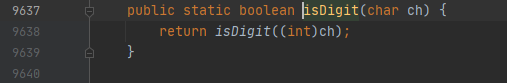 9637 public static boolean isDigit(char ch) {
9638 return isDigit((int)ch);
9639 }
9640